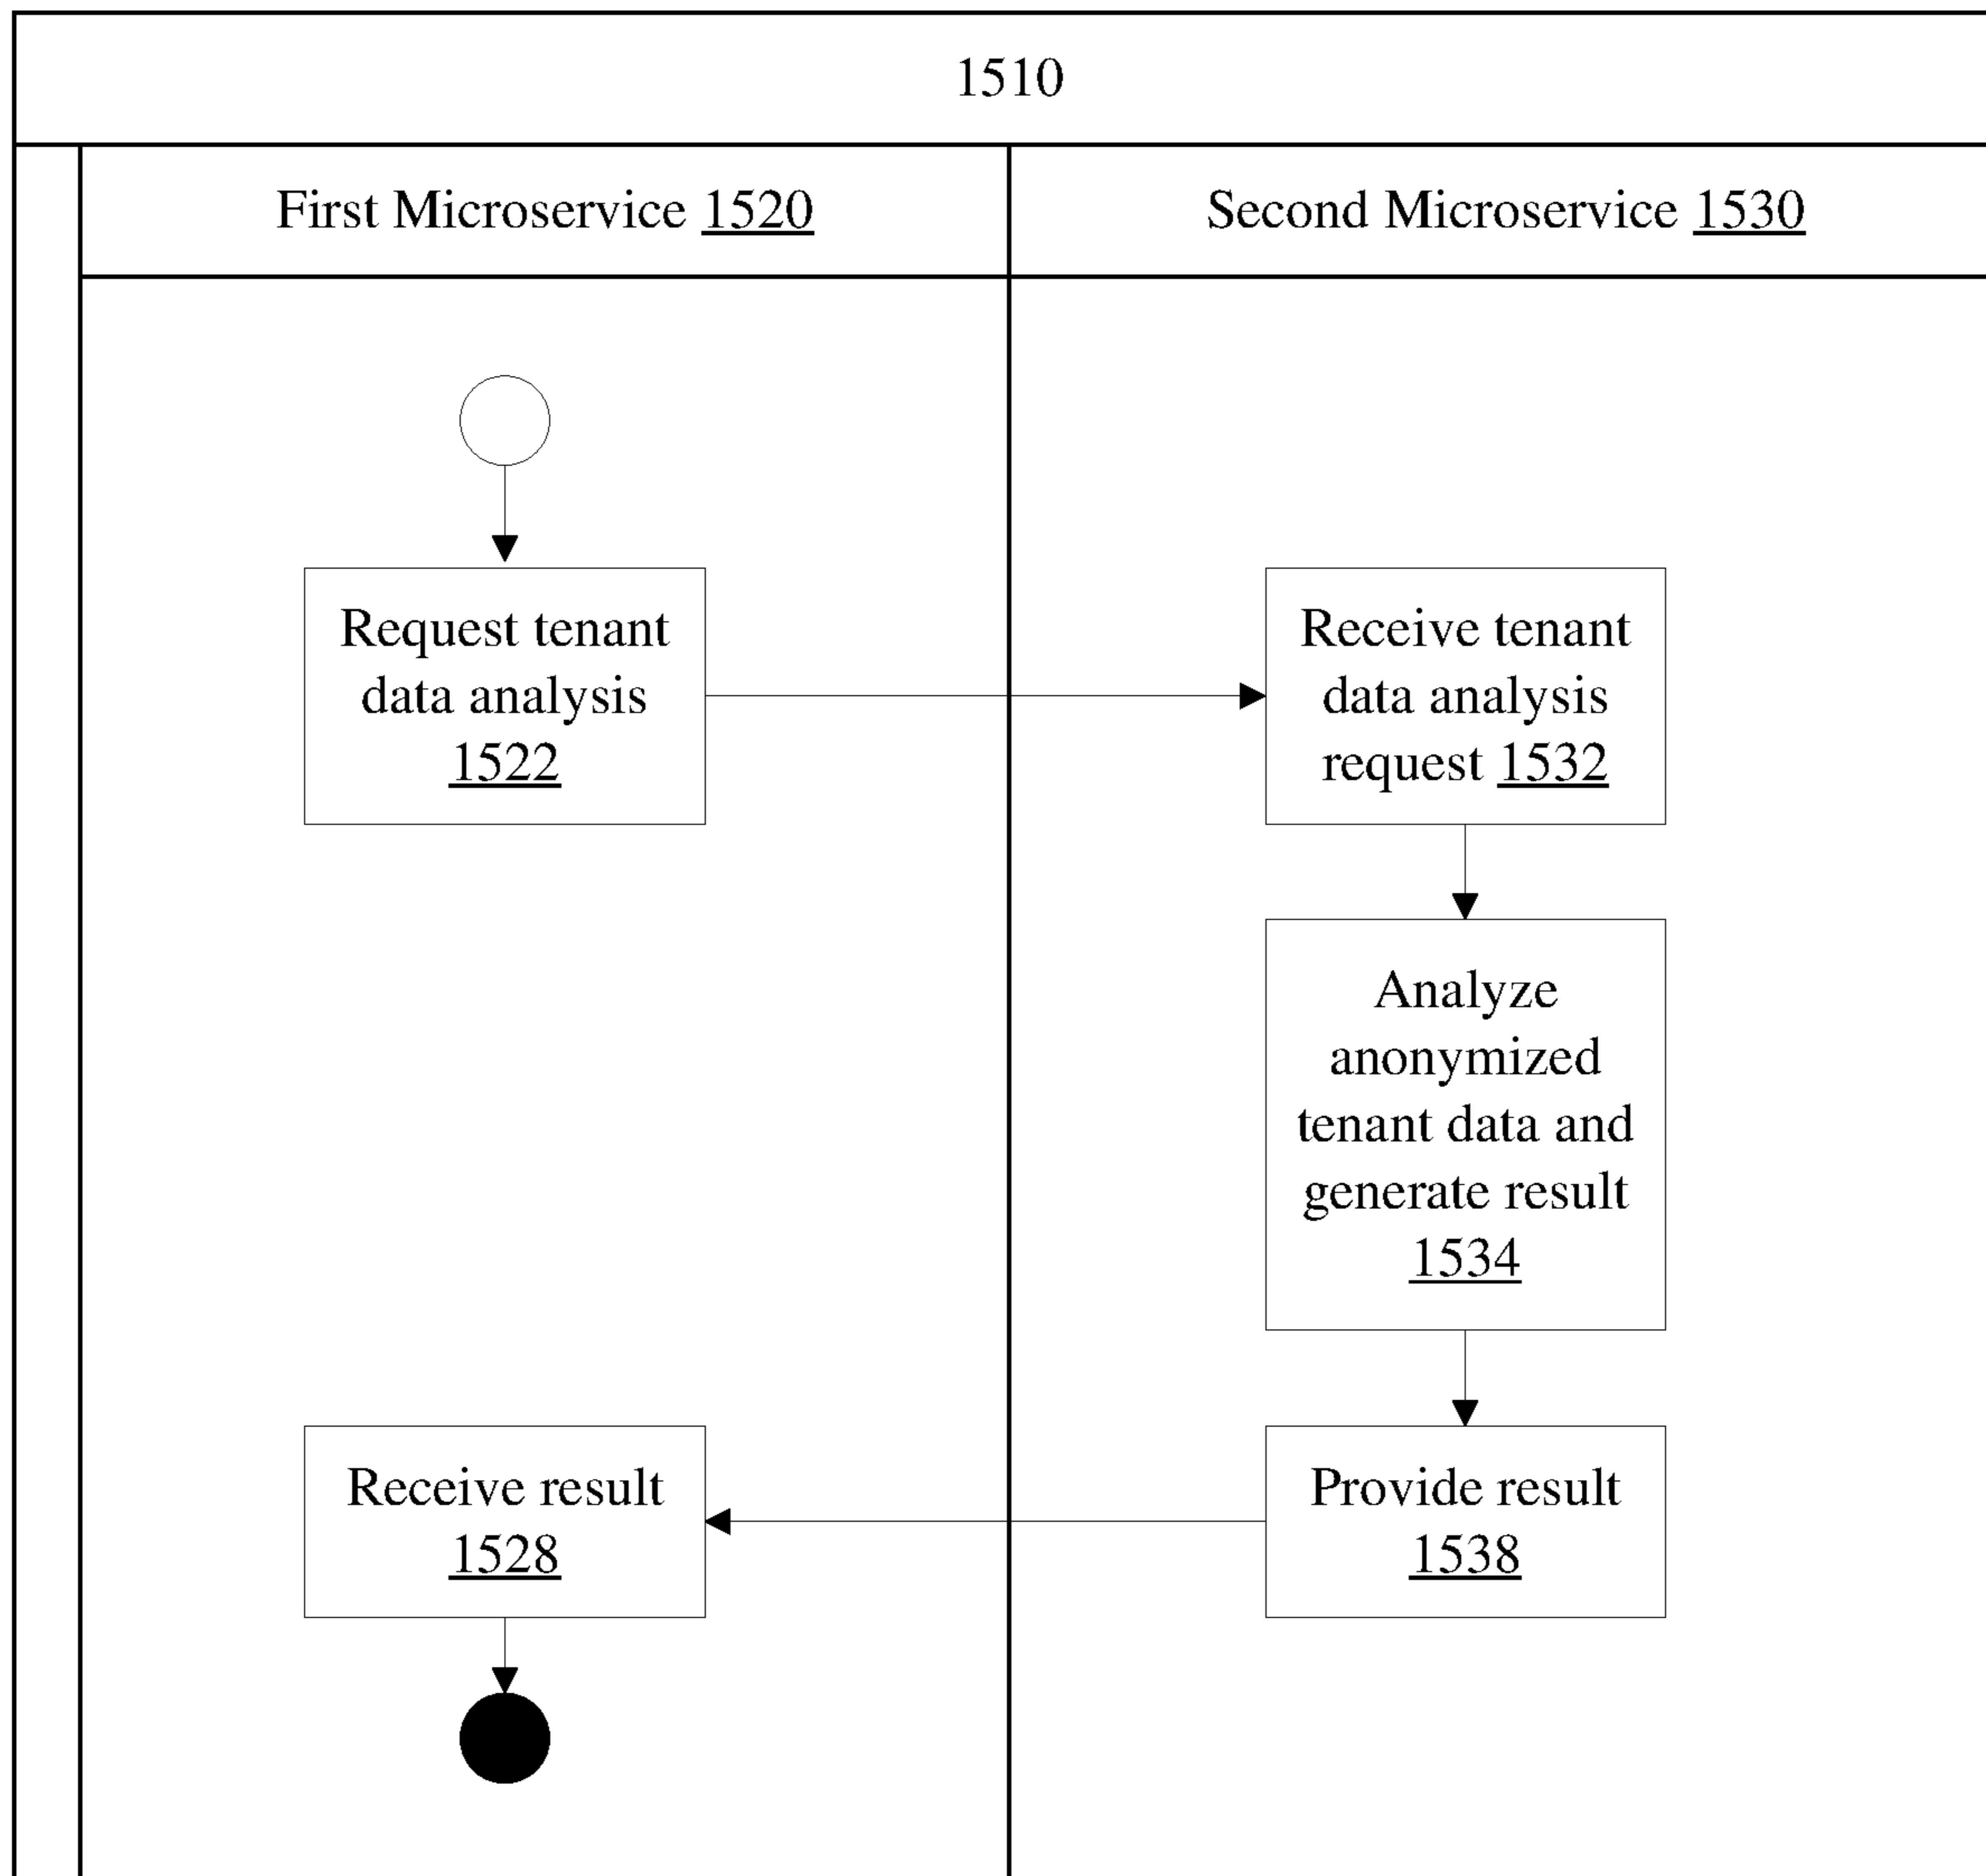 1510
First Microservice 1520
Second Microservice 1530
Request tenant
data analysis
1522
Receive tenant
data analysis
request 1532
Analyze
anonymized
tenant data and
generate result
1534
Receive result
1528
Provide result
1538